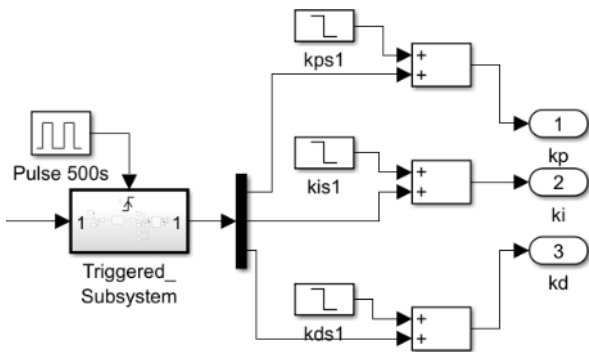 kps1
+
+
1
kp
Pulse 500s
kis1
+
+
2
ki
1
1
Triggered_
Subsystem
3
kd
kds1
+
+